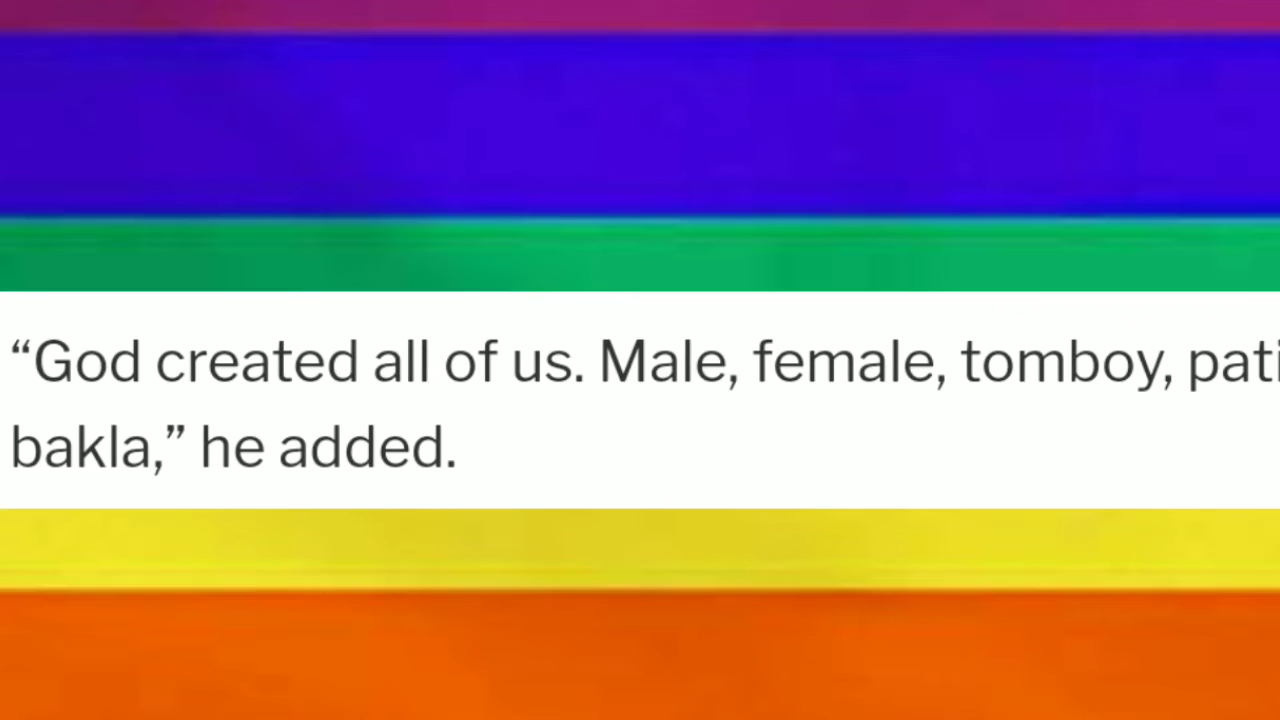 “God created all of us. Male, female, tomboy, pati
bakla,” he added.